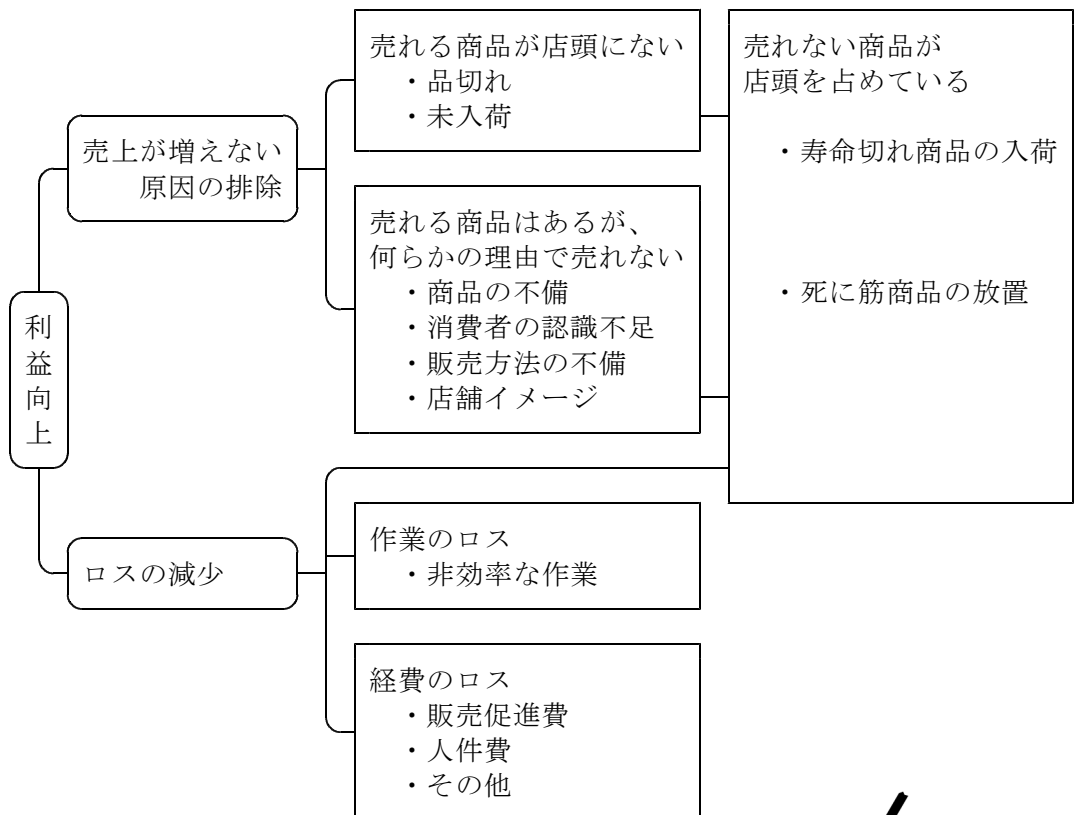 利益向上
売上が増えない
原因の排除
売れる商品が店頭にない
・品切れ
・未入荷
売れる商品はあるが、
何らかの理由で売れない
・商品の不備
・消費者の認識不足
・販売方法の不備
・店舗イメージ
売れない商品が
店頭を占めている
・寿命切れ商品の入荷
・死に筋商品の放置
ロスの減少
作業のロス
・非効率な作業
経費のロス
・販売促進費
・人件費
・その他